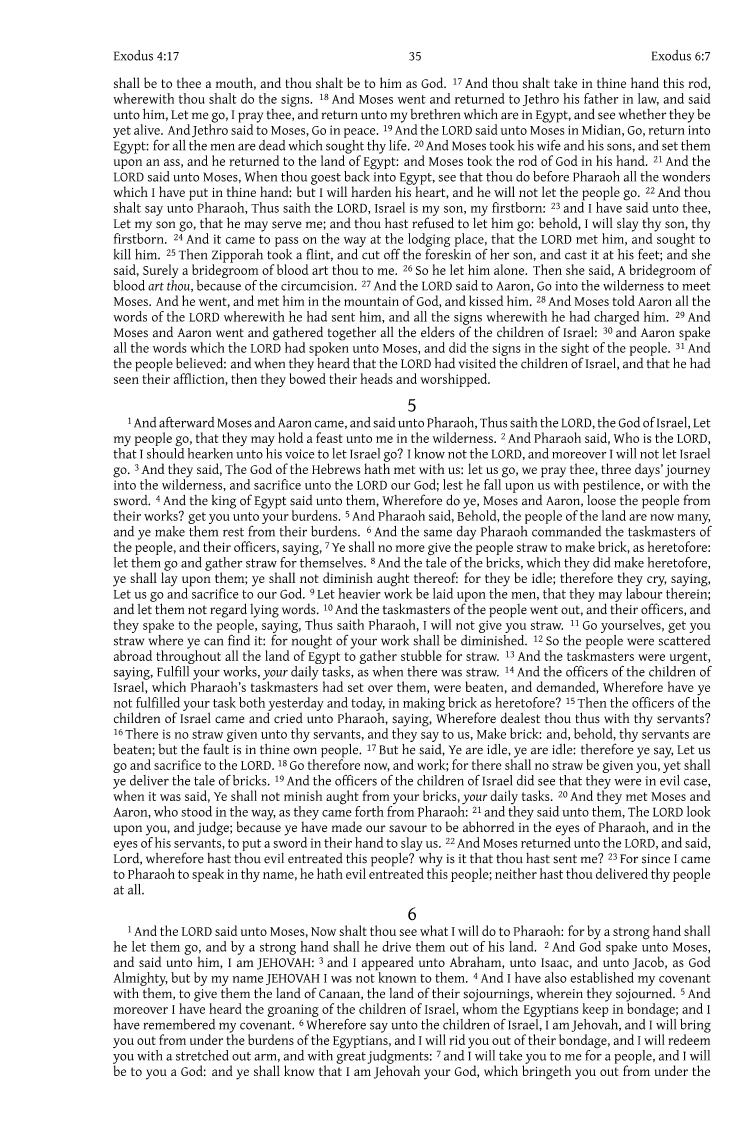 Exodus 4:17 35 Exodus 6:7
shall be to thee a mouth, and thou shalt be to him as God. 17 And thou shalt take in thine hand this rod,
wherewith thou shalt do the signs. 18 And Moses went and returned to Jethro his father in law, and said
unto him, Let me go, I pray thee, and return unto my brethren which are in Egypt, and see whether they be
yet alive. And Jethro said to Moses, Go in peace. 19 And the LORD said unto Moses in Midian, Go, return into
Egypt: for all the men are dead which sought thy life. 20 And Moses took his wife and his sons, and set them
upon an ass, and he returned to the land of Egypt: and Moses took the rod of God in his hand. 21 And the
LORD said unto Moses, When thou goest back into Egypt, see that thou do before Pharaoh all the wonders
which I have put in thine hand: but I will harden his heart, and he will not let the people go. 22 And thou
shalt say unto Pharaoh, Thus saith the LORD, Israel is my son, my firstborn: 23 and I have said unto thee,
Let my son go, that he may serve me; and thou hast refused to let him go: behold, I will slay thy son, thy
firstborn. 24 And it came to pass on the way at the lodging place, that the LORD met him, and sought to
kill him. 25 Then Zipporah took a flint, and cut off the foreskin of her son, and cast it at his feet; and she
said, Surely a bridegroom of blood art thou to me. 26 So he let him alone. Then she said, A bridegroom of
blood art thou, because of the circumcision. 27 And the LORD said to Aaron, Go into the wilderness to meet
Moses. And he went, and met him in the mountain of God, and kissed him. 28 And Moses told Aaron all the
words of the LORD wherewith he had sent him, and all the signs wherewith he had charged him. 29 And
Moses and Aaron went and gathered together all the elders of the children of Israel: 30 and Aaron spake
all the words which the LORD had spoken unto Moses, and did the signs in the sight of the people. 31 And
the people believed: and when they heard that the LORD had visited the children of Israel, and that he had
seen their affliction, then they bowed their heads and worshipped.
5
1 And afterward Moses and Aaron came, and said unto Pharaoh, Thus saith the LORD, the God of Israel, Let
my people go, that they may hold a feast unto me in the wilderness. 2 And Pharaoh said, Who is the LORD,
that I should hearken unto his voice to let Israel go? I know not the LORD, and moreover I will not let Israel
go. 3 And they said, The God of the Hebrews hath met with us: let us go, we pray thee, three days' journey
into the wilderness, and sacrifice unto the LORD our God; lest he fall upon us with pestilence, or with the
sword. 4 And the king of Egypt said unto them, Wherefore do ye, Moses and Aaron, loose the people from
their works? get you unto your burdens. 5 And Pharaoh said, Behold, the people of the land are now many,
and ye make them rest from their burdens. 6 And the same day Pharaoh commanded the taskmasters of
the people, and their officers, saying, 7 Ye shall no more give the people straw to make brick, as heretofore:
let them go and gather straw for themselves. 8 And the tale of the bricks, which they did make heretofore,
ye shall lay upon them; ye shall not diminish aught thereof: for they be idle; therefore they cry, saying,
Let us go and sacrifice to our God. 9 Let heavier work be laid upon the men, that they may labour therein;
and let them not regard lying words. 10 And the taskmasters of the people went out, and their officers, and
they spake to the people, saying, Thus saith Pharaoh, I will not give you straw. 11 Go yourselves, get you
straw where ye can find it: for nought of your work shall be diminished. 12 So the people were scattered
abroad throughout all the land of Egypt to gather stubble for straw. 13 And the taskmasters were urgent,
saying, Fulfill your works, your daily tasks, as when there was straw. 14 And the officers of the children of
Israel, which Pharaoh's taskmasters had set over them, were beaten, and demanded, Wherefore have ye
not fulfilled your task both yesterday and today, in making brick as heretofore? 15 Then the officers of the
children of Israel came and cried unto Pharaoh, saying, Wherefore dealest thou thus with thy servants?
16 There is no straw given unto thy servants, and they say to us, Make brick: and, behold, thy servants are
beaten; but the fault is in thine own people. 17 But he said, Ye are idle, ye are idle: therefore ye say, Let us
go and sacrifice to the LORD. 18 Go therefore now, and work; for there shall no straw be given you, yet shall
ye deliver the tale of bricks. 19 And the officers of the children of Israel did see that they were in evil case,
when it was said, Ye shall not minish aught from your bricks, your daily tasks. 20 And they met Moses and
Aaron, who stood in the way, as they came forth from Pharaoh: 21 and they said unto them, The LORD look
upon you, and judge; because ye have made our savour to be abhorred in the eyes of Pharaoh, and in the
eyes of his servants, to put a sword in their hand to slay us. 22 And Moses returned unto the LORD, and said,
Lord, wherefore hast thou evil entreated this people? why is it that thou hast sent me? 23 For since I came
to Pharaoh to speak in thy name, he hath evil entreated this people; neither hast thou delivered thy people
at all.
6
1 And the LORD said unto Moses, Now shalt thou see what I will do to Pharaoh: for by a strong hand shall
he let them go, and by a strong hand shall he drive them out of his land. 2 And God spake unto Moses,
and said unto him, I am JEHOVAH: 3 and I appeared unto Abraham, unto Isaac, and unto Jacob, as God
Almighty, but by my name JEHOVAH I was not known to them. 4 And I have also established my covenant
with them, to give them the land of Canaan, the land of their sojournings, wherein they sojourned. 5 And
moreover I have heard the groaning of the children of Israel, whom the Egyptians keep in bondage; and I
have remembered my covenant. 6 Wherefore say unto the children of Israel, I am Jehovah, and I will bring
you out from under the burdens of the Egyptians, and I will rid you out of their bondage, and I will redeem
you with a stretched out arm, and with great judgments: 7 and I will take you to me for a people, and I will
be to you a God: and ye shall know that I am Jehovah your God, which bringeth you out from under the